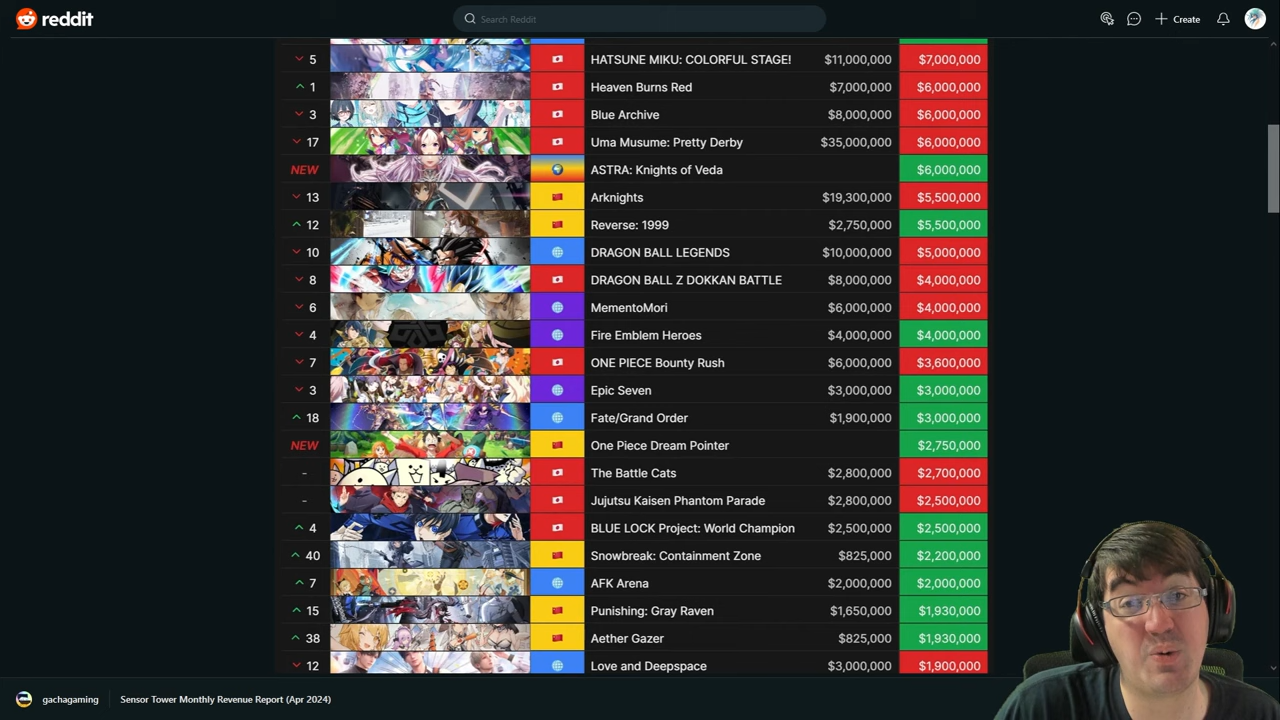 reddit
Search Reddit
Create
5 HATSUNE MIKU: COLORFUL STAGE! $11,000,000 $7,000,000
1 Heaven Burns Red $7,000,000 $6,000,000
3 Blue Archive $8,000,000 $6,000,000
17 Uma Musume: Pretty Derby $35,000,000 $6,000,000
NEW ASTRA: Knights of Veda $6,000,000
13 Arknights $19,300,000 $5,500,000
12 Reverse: 1999 $2,750,000 $5,500,000
10 DRAGON BALL LEGENDS $10,000,000 $5,000,000
8 DRAGON BALL Z DOKKAN BATTLE $8,000,000 $4,000,000
6 MementoMori $6,000,000 $4,000,000
4 Fire Emblem Heroes $4,000,000 $4,000,000
7 ONE PIECE Bounty Rush $6,000,000 $3,600,000
3 Epic Seven $3,000,000 $3,000,000
18 Fate/Grand Order $1,900,000 $3,000,000
NEW One Piece Dream Pointer $2,750,000
- The Battle Cats $2,800,000 $2,700,000
- Jujutsu Kaisen Phantom Parade $2,800,000 $2,500,000
4 BLUE LOCK Project: World Champion $2,500,000 $2,500,000
40 Snowbreak: Containment Zone $825,000 $2,200,000
7 AFK Arena $2,000,000 $2,000,000
15 Punishing: Gray Raven $1,650,000 $1,930,000
38 Aether Gazer $825,000 $1,930,000
12 Love and Deepspace $3,000,000 $1,900,000
gachagaming Sensor Tower Monthly Revenue Report (Apr 2024)